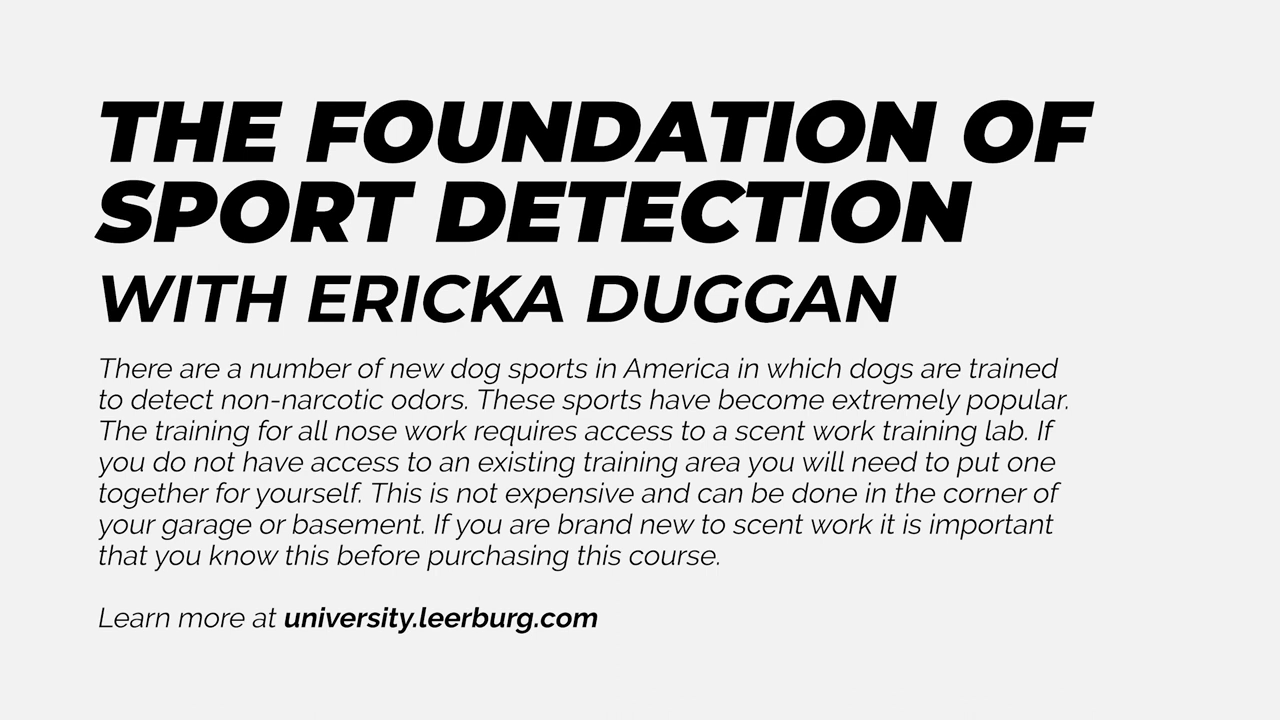 THE FOUNDATION OF
SPORT DETECTION
WITH ERICKA DUGGAN
There are a number of new dog sports in America in which dogs are trained
to detect non-narcotic odors. These sports have become extremely popular.
The training for all nose work requires access to a scent work training lab. If
you do not have access to an existing training area you will need to put one
together for yourself. This is not expensive and can be done in the corner of
your garage or basement. If you are brand new to scent work it is important
that you know this before purchasing this course.
Learn more at university.leerburg.com